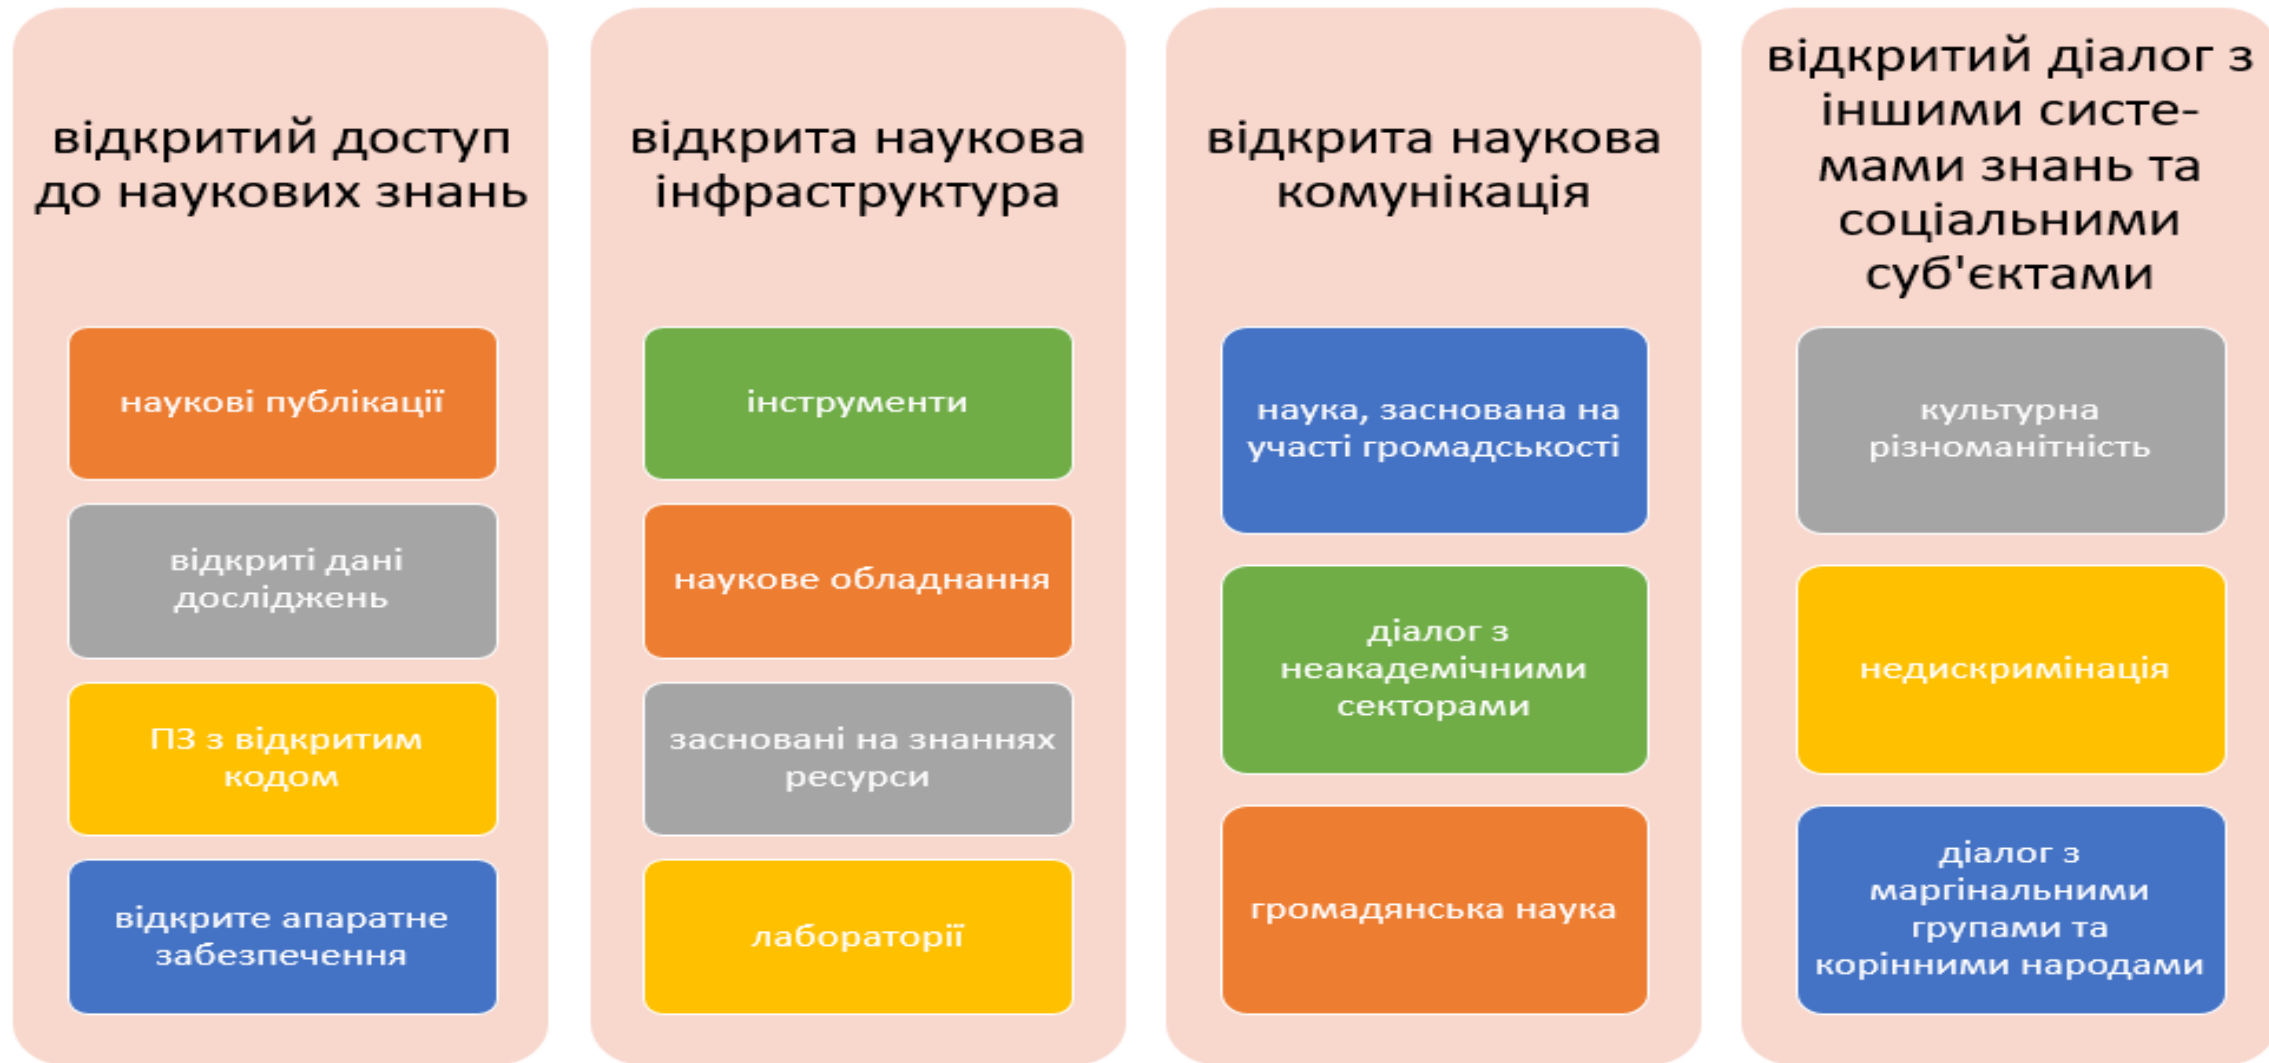 відкритий доступ
до наукових знань
наукові публікації
відкриті дані
досліджень
ПЗ з відкритим
кодом
відкрите апаратне
забезпечення
відкрита наукова
інфраструктура
інструменти
наукове обладнання
засновані на знаннях
ресурси
лабораторії
відкрита наукова
комунікація
наука, заснована на
участі громадськості
діалог з
неакадемічними
секторами
громадянська наука
відкритий діалог з
іншими систе-
мами знань та
соціальними
суб'єктами
культурна
різноманітність
недискримінація
діалог з
маргінальними
групами та
корінними народами